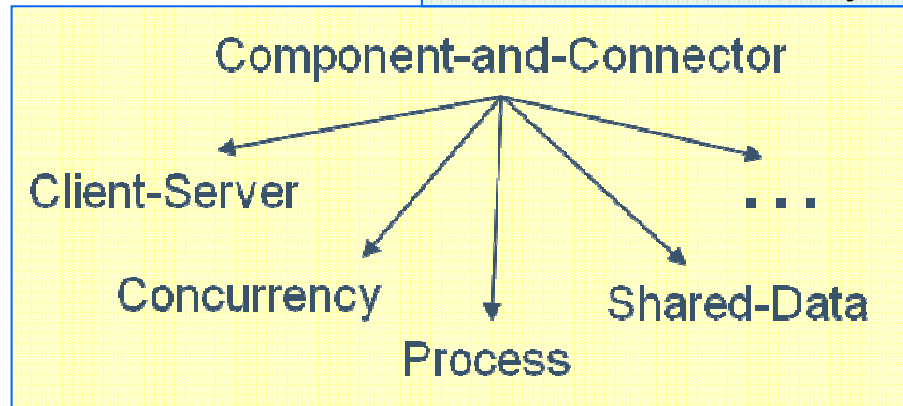 Component-and-Connector
Client-Server
...
Concurrency
Shared-Data
Process